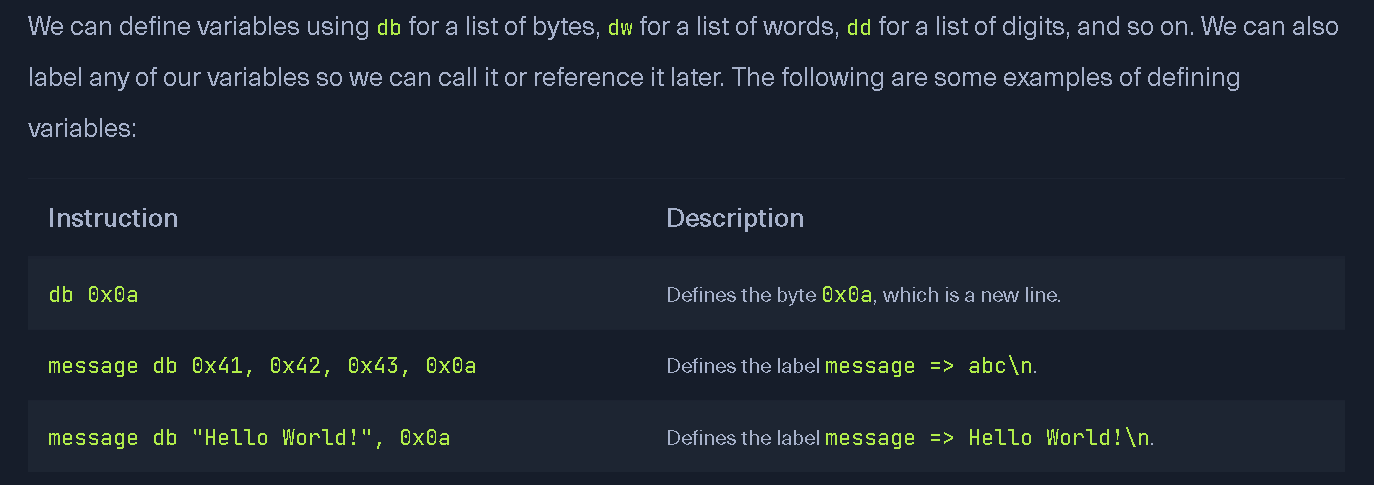 We can define variables using db for a list of bytes, dw for a list of words, dd for a list of digits, and so on. We can also
label any of our variables so we can call it or reference it later. The following are some examples of defining
variables:
Instruction Description
db 0x0a Defines the byte 0x0a, which is a new line.
message db 0x41, 0x42, 0x43, 0x0a Defines the label message => abc\n.
message db "Hello World!", 0x0a Defines the label message => Hello World!\n.